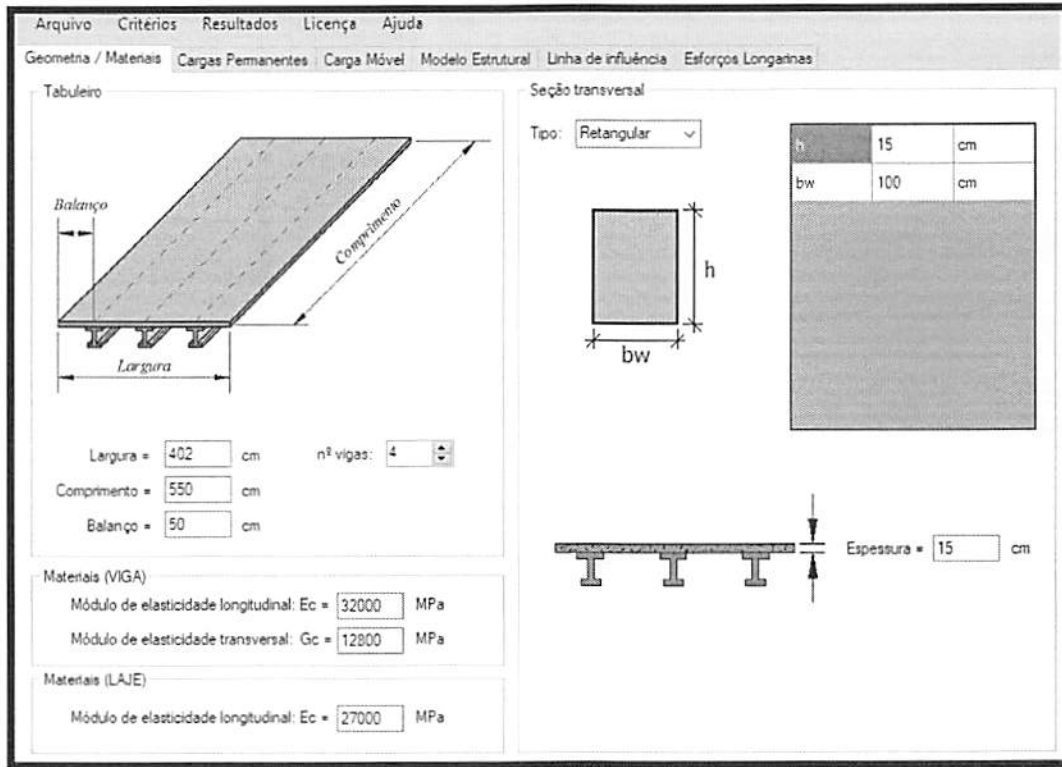 Arquivo Critérios Resultados Licença Ajuda
Geometria / Materiais Cargas Permanentes Carga Móvel Modelo Estrutural Linha de influência Esforços Longarinas
Tabuleiro
Balanço
Comprimento
Largura
Largura = 402 cm nº vigas: 4
Comprimento = 550 cm
Balanço = 50 cm
Materiais (VIGA)
Módulo de elasticidade longitudinal: Ec = 32000 MPa
Módulo de elasticidade transversal: Gc = 12800 MPa
Materiais (LAJE)
Módulo de elasticidade longitudinal: Ec = 27000 MPa
Seção transversal
Tipo: Retangular
h 15 cm
bw 100 cm
h
bw
Espessura = 15 cm